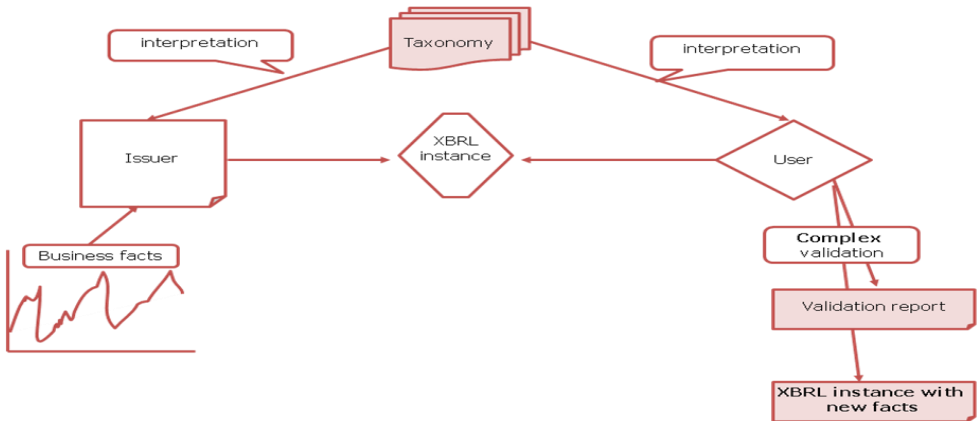 Taxonomy
interpretation
interpretation
Issuer
XBRL
instance
User
Business facts
Complex
validation
Validation report
XBRL instance with
new facts